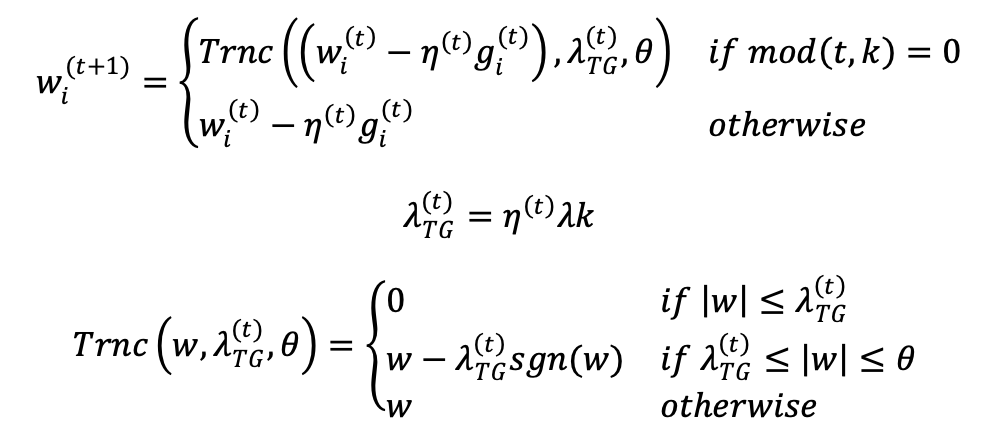 w_i^{(t+1)} = { Trnc((w_i^{(t)} − η^{(t)}g_i^{(t)}), λ_{TG}^{(t)}, θ) if mod(t, k) = 0
w_i^{(t)} − η^{(t)}g_i^{(t)} otherwise
λ_{TG}^{(t)} = η^{(t)}λk
Trnc(w, λ_{TG}^{(t)}, θ) = { 0 if |w| ≤ λ_{TG}^{(t)}
w − λ_{TG}^{(t)}sgn(w) if λ_{TG}^{(t)} ≤ |w| ≤ θ
w otherwise